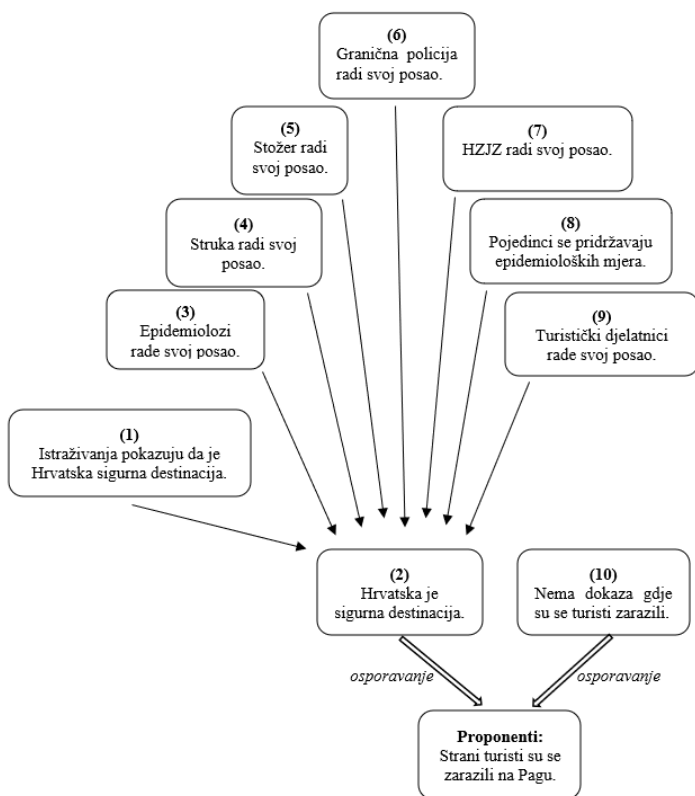 (6)
Granična policija
radi svoj posao.
(5)
Stožer radi
svoj posao.
(7)
HZJZ radi svoj posao.
(4)
Struka radi svoj
posao.
(8)
Pojedinci se pridržavaju
epidemioloških mjera.
(3)
Epidemiolozi
rade svoj posao.
(9)
Turistički djelatnici
rade svoj posao.
(1)
Istraživanja pokazuju da je
Hrvatska sigurna destinacija.
(2)
Hrvatska je
sigurna destinacija.
(10)
Nema dokaza gdje
su se turisti zarazili.
osporavanje
osporavanje
Proponenti:
Strani turisti su se
zarazili na Pagu.